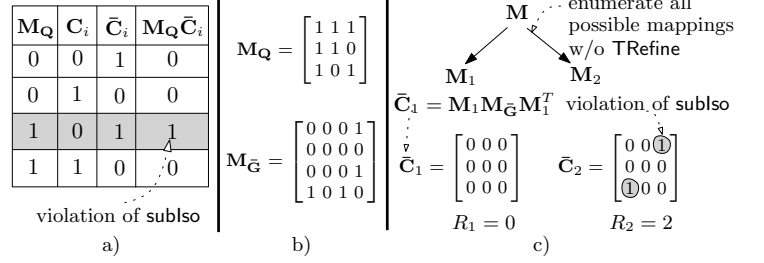 M_Q C_i C̄_i M_Q C̄_i
0 0 1 0
0 1 0 0
1 0 1 1
1 1 0 0
violation of subIso
a)
M_Q = [1 1 1
1 1 0
1 0 1]
M_Ḡ = [0 0 0 1
0 0 0 0
0 0 0 1
1 0 1 0]
b)
M
enumerate all
possible mappings
w/o TRefine
M_1 M_2
C̄_1 = M_1 M_Ḡ M_1^T violation of subIso
C̄_1 = [0 0 0
0 0 0
0 0 0]
R_1 = 0
C̄_2 = [0 0 1
0 0 0
1 0 0]
R_2 = 2
c)